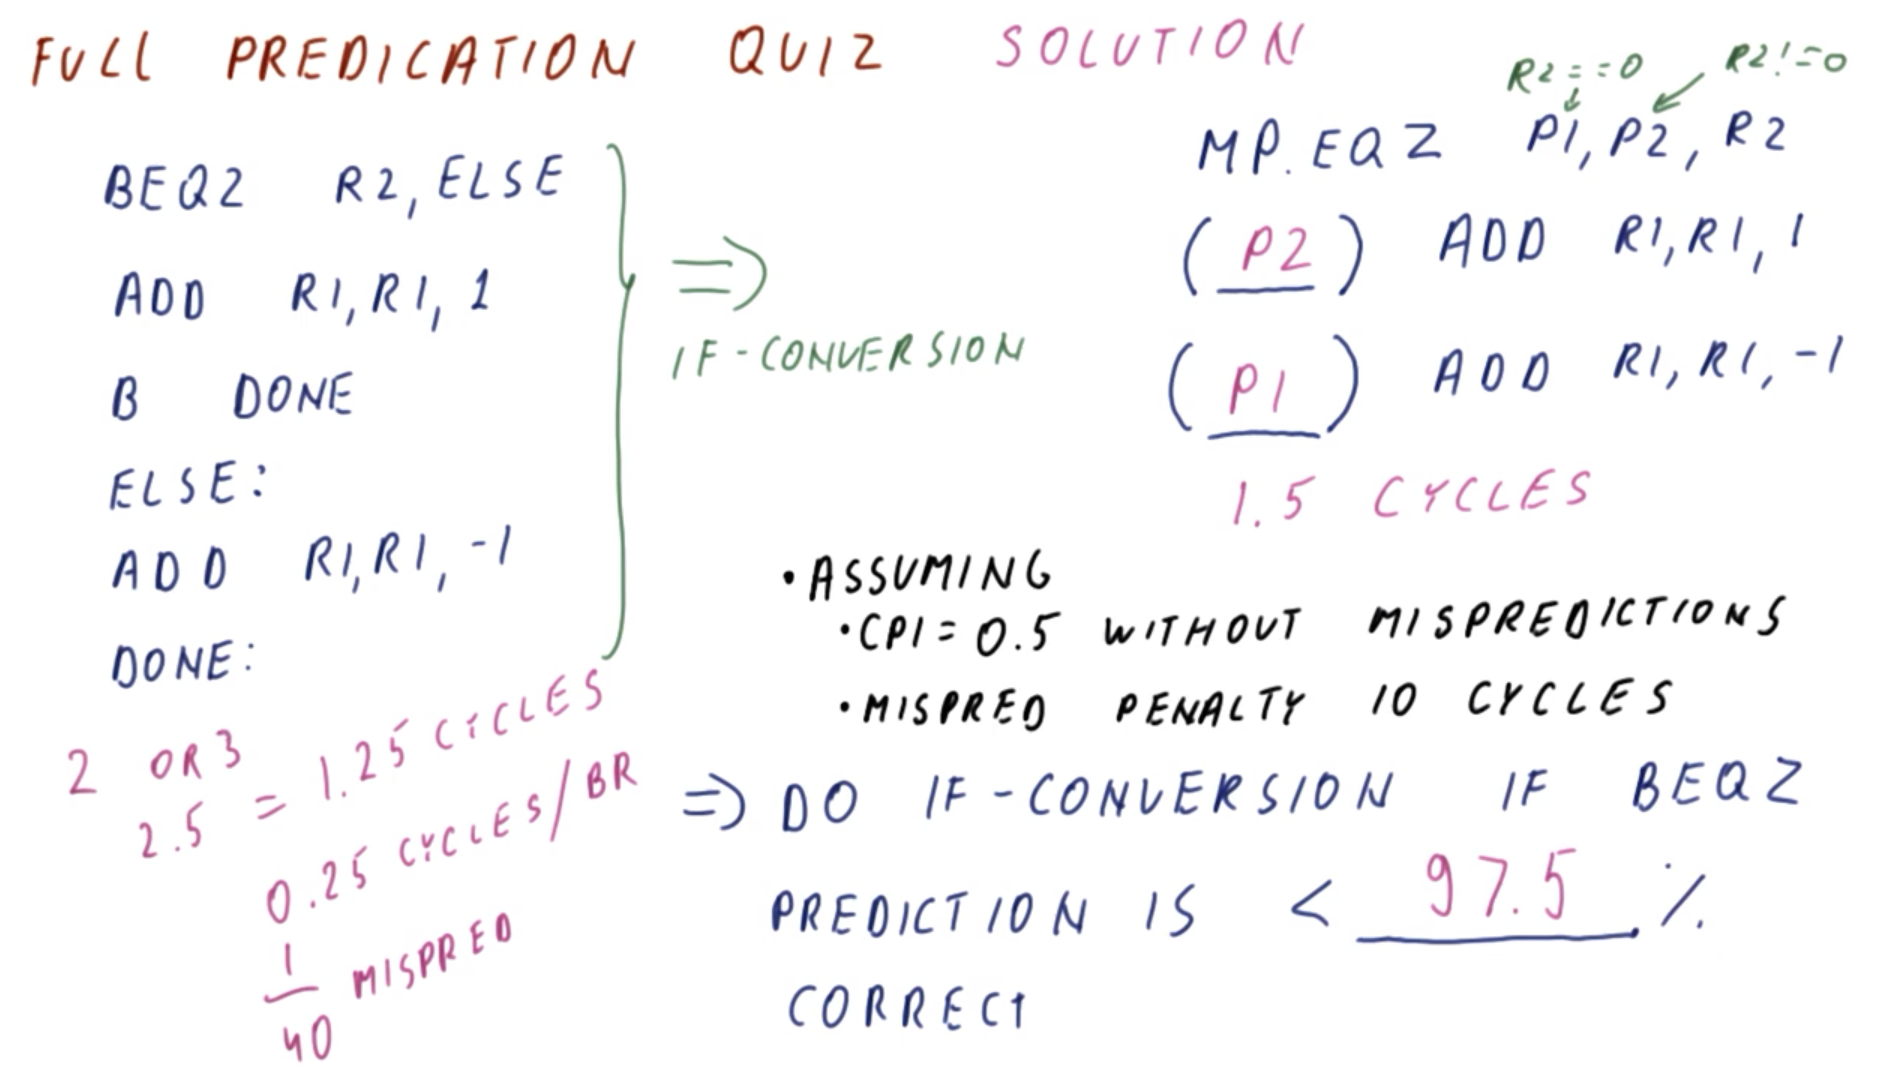 FULL PREDICATION QUIZ SOLUTION
BEQZ R2, ELSE
ADD R1, R1, 1
B DONE
ELSE:
ADD R1, R1, -1
DONE:
2 OR 3
2.5 = 1.25 CYCLES
0.25 CYCLES/BR
1/40 MISPRED
=>
IF-CONVERSION
R2==0 R2!=0
MP.EQZ P1, P2, R2
(P2) ADD R1, R1, 1
(P1) ADD R1, R1, -1
1.5 CYCLES
• ASSUMING
• CPI = 0.5 WITHOUT MISPREDICTIONS
• MISPRED PENALTY 10 CYCLES
=> DO IF-CONVERSION IF BEQZ
PREDICTION IS < 97.5 %
CORRECT